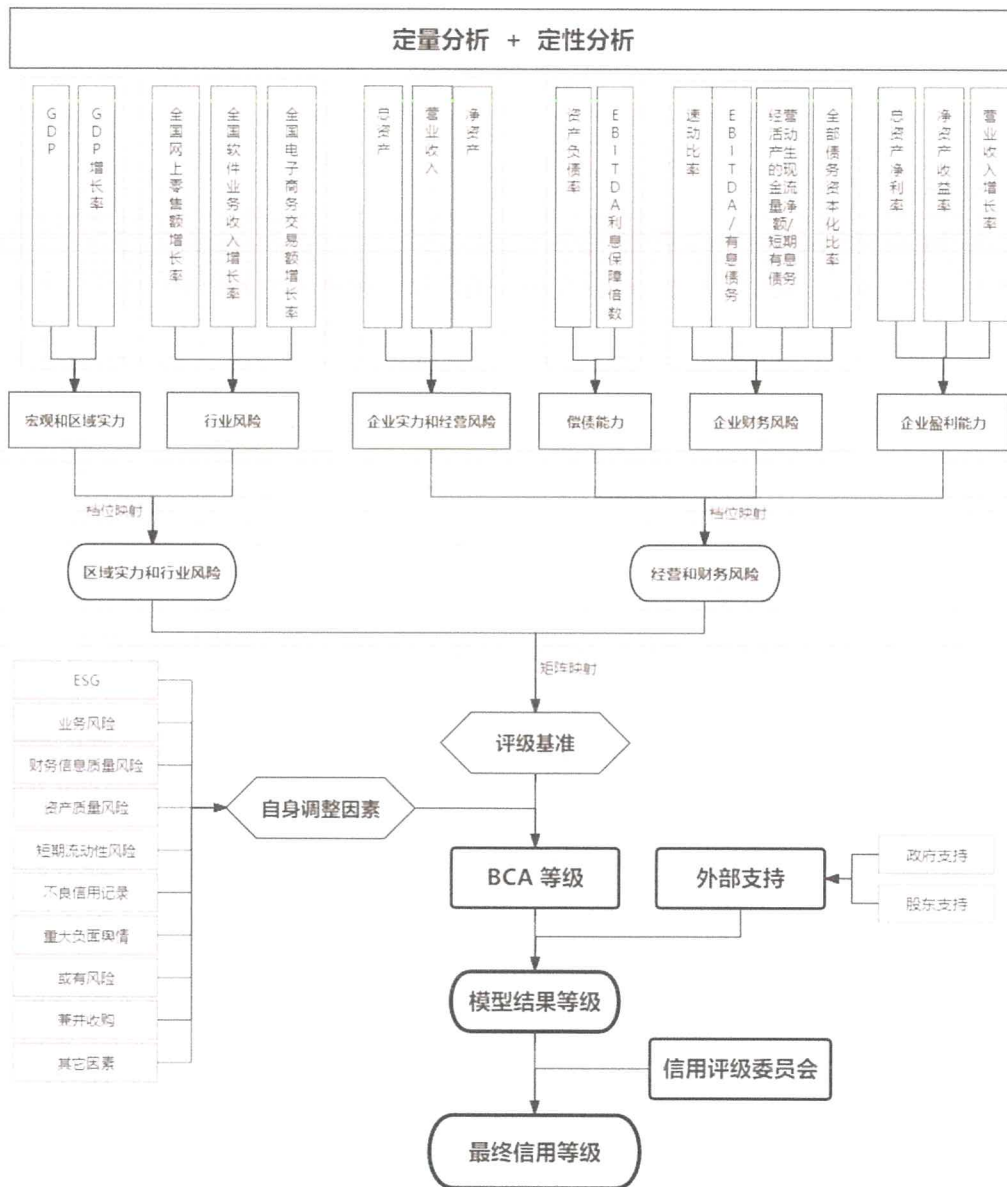 定量分析 + 定性分析
GDP
GDP增长率
全国网上零售额增长率
全国软件业务收入增长率
全国电子商务交易额增长率
总资产
营业收入
净资产
资产负债率
EBITDA利息保障倍数
速动比率
EBITDA/有息债务
经营活动产生的现金流量净额/短期有息债务
全部债务资本化比率
总资产净利率
净资产收益率
营业收入增长率
宏观和区域实力
行业风险
企业实力和经营风险
偿债能力
企业财务风险
企业盈利能力
档位映射
档位映射
区域实力和行业风险
经营和财务风险
矩阵映射
ESG
业务风险
财务信息质量风险
资产质量风险
短期流动性风险
不良信用记录
重大负面舆情
或有风险
兼并收购
其它因素
自身调整因素
评级基准
BCA 等级
外部支持
政府支持
股东支持
模型结果等级
信用评级委员会
最终信用等级